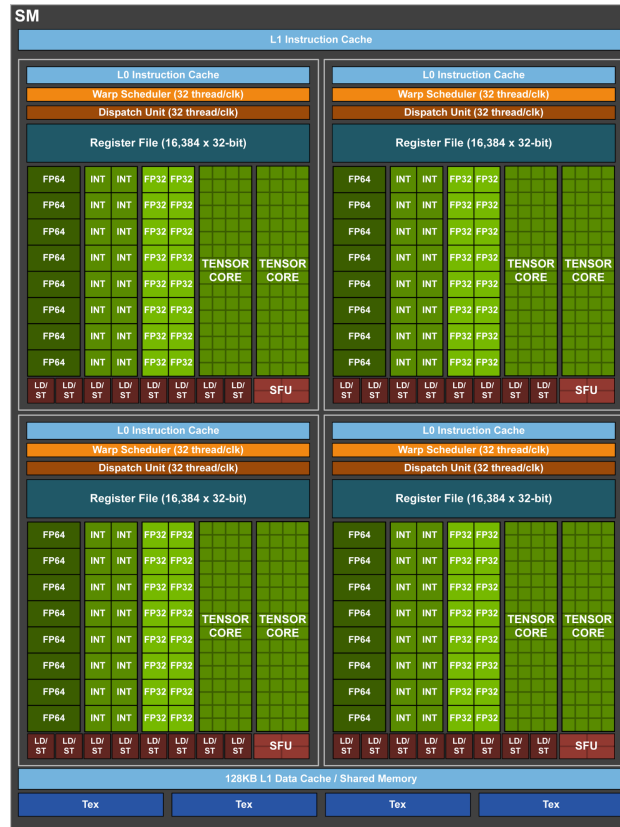 SM
L1 Instruction Cache
L0 Instruction Cache
Warp Scheduler (32 thread/clk)
Dispatch Unit (32 thread/clk)
Register File (16,384 x 32-bit)
FP64 INT INT FP32 FP32
FP64 INT INT FP32 FP32
FP64 INT INT FP32 FP32
FP64 INT INT FP32 FP32
FP64 INT INT FP32 FP32
FP64 INT INT FP32 FP32
FP64 INT INT FP32 FP32
FP64 INT INT FP32 FP32
TENSOR TENSOR
CORE CORE
LD/ LD/ LD/ LD/ LD/ LD/ LD/ LD/
ST ST ST ST ST ST ST ST
SFU
L0 Instruction Cache
Warp Scheduler (32 thread/clk)
Dispatch Unit (32 thread/clk)
Register File (16,384 x 32-bit)
FP64 INT INT FP32 FP32
FP64 INT INT FP32 FP32
FP64 INT INT FP32 FP32
FP64 INT INT FP32 FP32
FP64 INT INT FP32 FP32
FP64 INT INT FP32 FP32
FP64 INT INT FP32 FP32
FP64 INT INT FP32 FP32
TENSOR TENSOR
CORE CORE
LD/ LD/ LD/ LD/ LD/ LD/ LD/ LD/
ST ST ST ST ST ST ST ST
SFU
L0 Instruction Cache
Warp Scheduler (32 thread/clk)
Dispatch Unit (32 thread/clk)
Register File (16,384 x 32-bit)
FP64 INT INT FP32 FP32
FP64 INT INT FP32 FP32
FP64 INT INT FP32 FP32
FP64 INT INT FP32 FP32
FP64 INT INT FP32 FP32
FP64 INT INT FP32 FP32
FP64 INT INT FP32 FP32
FP64 INT INT FP32 FP32
TENSOR TENSOR
CORE CORE
LD/ LD/ LD/ LD/ LD/ LD/ LD/ LD/
ST ST ST ST ST ST ST ST
SFU
L0 Instruction Cache
Warp Scheduler (32 thread/clk)
Dispatch Unit (32 thread/clk)
Register File (16,384 x 32-bit)
FP64 INT INT FP32 FP32
FP64 INT INT FP32 FP32
FP64 INT INT FP32 FP32
FP64 INT INT FP32 FP32
FP64 INT INT FP32 FP32
FP64 INT INT FP32 FP32
FP64 INT INT FP32 FP32
FP64 INT INT FP32 FP32
TENSOR TENSOR
CORE CORE
LD/ LD/ LD/ LD/ LD/ LD/ LD/ LD/
ST ST ST ST ST ST ST ST
SFU
128KB L1 Data Cache / Shared Memory
Tex Tex Tex Tex